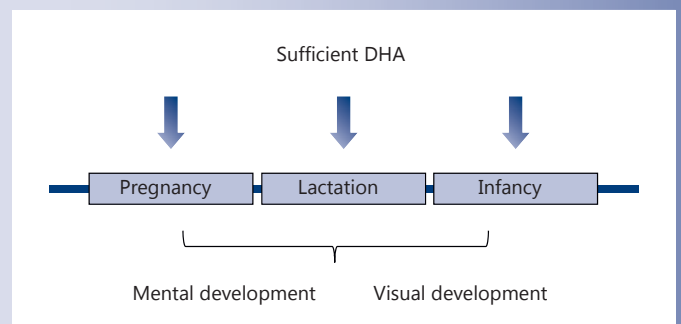 Sufficient DHA
Pregnancy Lactation Infancy
Mental development Visual development